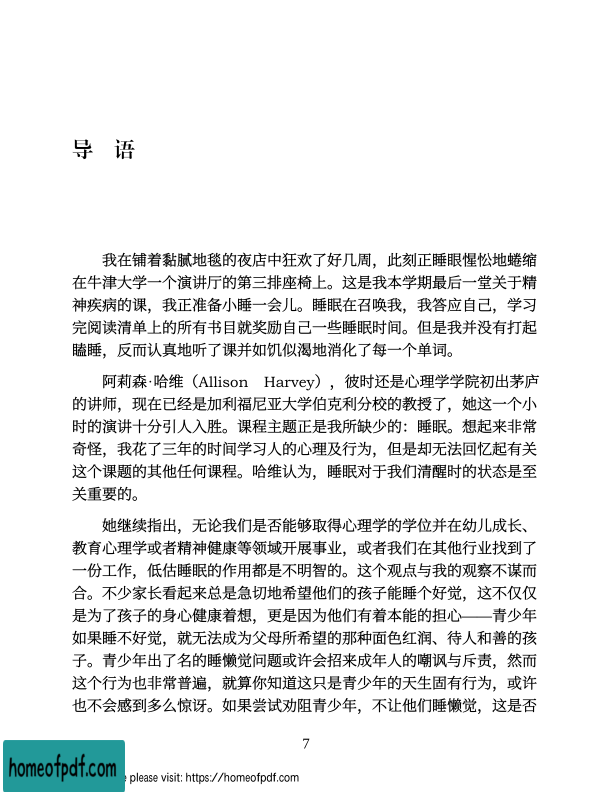 导 语
我在铺着黏腻地毯的夜店中狂欢了好几周，此刻正睡眼惺忪地蜷缩
在牛津大学一个演讲厅的第三排座椅上。这是我本学期最后一堂关于精
神疾病的课，我正准备小睡一会儿。睡眠在召唤我，我答应自己，学习
完阅读清单上的所有书目就奖励自己一些睡眠时间。但是我并没有打起
瞌睡，反而认真地听了课并如饥似渴地消化了每一个单词。
阿莉森·哈维（Allison Harvey），彼时还是心理学学院初出茅庐
的讲师，现在已经是加利福尼亚大学伯克利分校的教授了，她这一个小
时的演讲十分引人入胜。课程主题正是我所缺少的：睡眠。想起来非常
奇怪，我花了三年的时间学习人的心理及行为，但是却无法回忆起有关
这个课题的其他任何课程。哈维认为，睡眠对于我们清醒时的状态是至
关重要的。
她继续指出，无论我们是否能够取得心理学的学位并在幼儿成长、
教育心理学或者精神健康等领域开展事业，或者我们在其他行业找到了
一份工作，低估睡眠的作用都是不明智的。这个观点与我的观察不谋而
合。不少家长看起来总是急切地希望他们的孩子能睡个好觉，这不仅仅
是为了孩子的身心健康着想，更是因为他们有着本能的担心——青少年
如果睡不好觉，就无法成为父母所希望的那种面色红润、待人和善的孩
子。青少年出了名的睡懒觉问题或许会招来成年人的嘲讽与斥责，然而
这个行为也非常普遍，就算你知道这只是青少年的天生固有行为，或许
也不会感到多么惊讶。如果尝试劝阻青少年，不让他们睡懒觉，这是否
7
homeofpdf.com
e please visit: https://homeofpdf.com